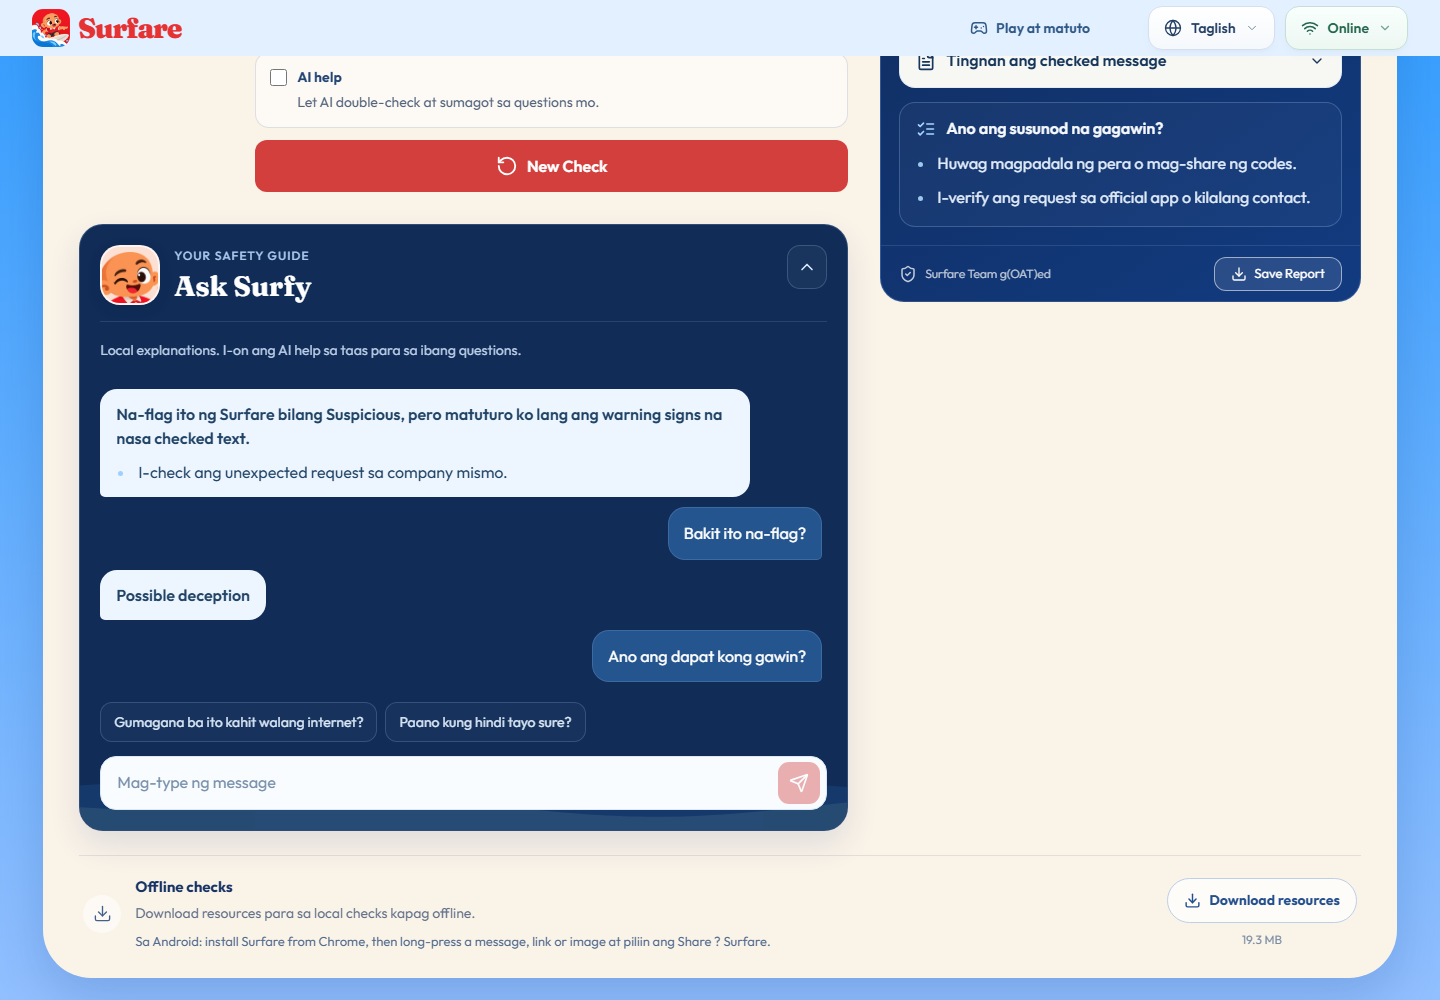 Surfare
Play at matuto
Taglish
Online
AI help
Let AI double-check at sumagot sa questions mo.
New Check
YOUR SAFETY GUIDE
Ask Surfy
Local explanations. I-on ang AI help sa taas para sa ibang questions.
Na-flag ito ng Surfare bilang Suspicious, pero matuturo ko lang ang warning signs na
nasa checked text.
I-check ang unexpected request sa company mismo.
Bakit ito na-flag?
Possible deception
Ano ang dapat kong gawin?
Gumagana ba ito kahit walang internet?
Paano kung hindi tayo sure?
Mag-type ng message
Tingnan ang checked message
Ano ang susunod na gagawin?
Huwag magpadala ng pera o mag-share ng codes.
I-verify ang request sa official app o kilalang contact.
Surfare Team g(OAT)ed
Save Report
Offline checks
Download resources para sa local checks kapag offline.
Sa Android: install Surfare from Chrome, then long-press a message, link or image at piliin ang Share ? Surfare.
Download resources
19.3 MB